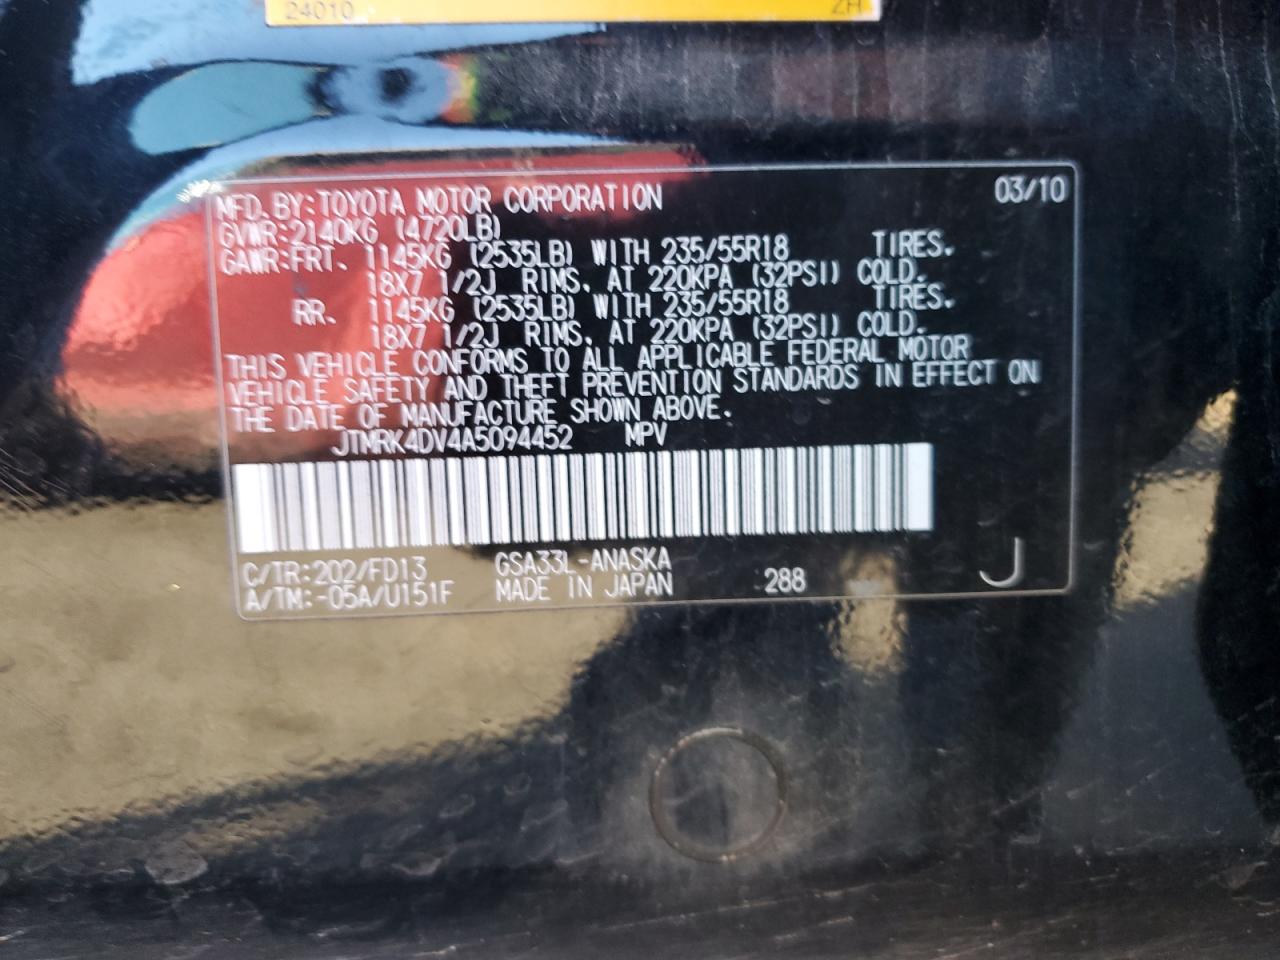 24010 ZH
MFD. BY: TOYOTA MOTOR CORPORATION 03/10
GVWR: 2140KG (4720LB)
GAWR: FRT. 1145KG (2535LB) WITH 235/55R18 TIRES.
18X7 1/2J RIMS. AT 220KPA (32PSI) COLD.
RR. 1145KG (2535LB) WITH 235/55R18 TIRES.
18X7 1/2J RIMS. AT 220KPA (32PSI) COLD.
THIS VEHICLE CONFORMS TO ALL APPLICABLE FEDERAL MOTOR
VEHICLE SAFETY AND THEFT PREVENTION STANDARDS IN EFFECT ON
THE DATE OF MANUFACTURE SHOWN ABOVE.
JTMRK4DV4A5094452 MPV
C/TR: 202/FD13 GSA33L-ANASKA
A/TM: -05A/U151F MADE IN JAPAN 288 J